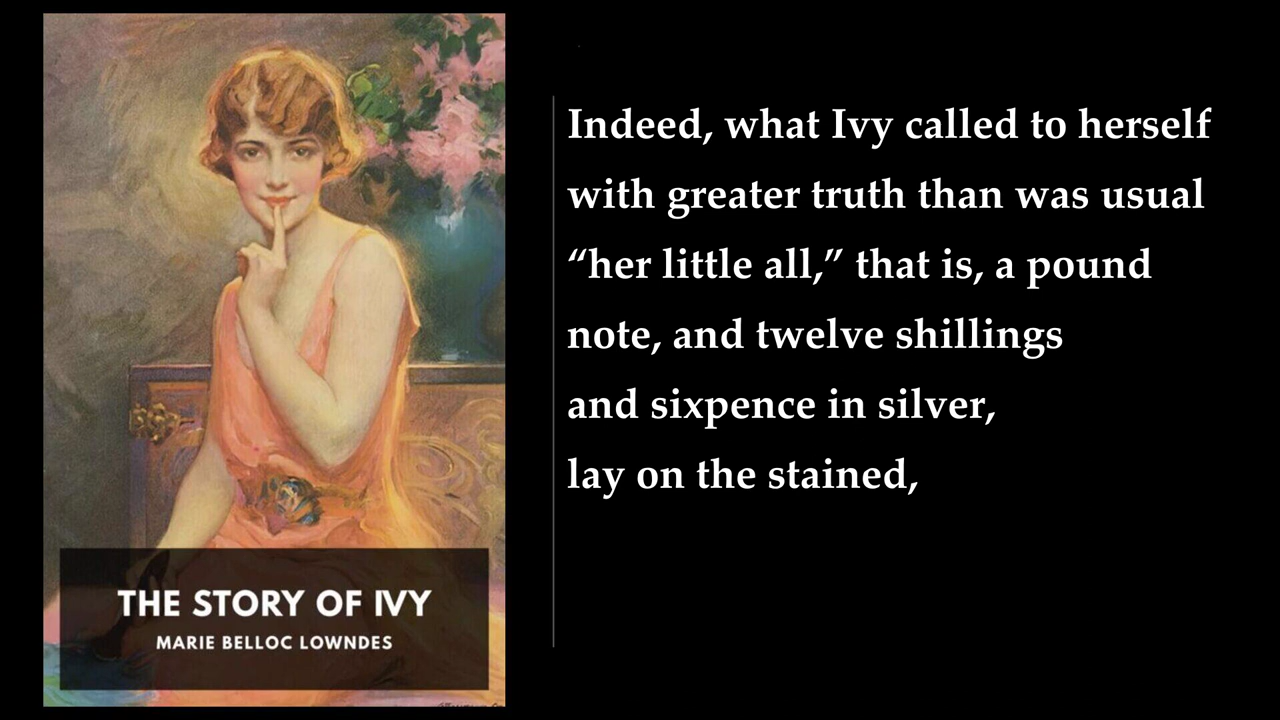 THE STORY OF IVY
MARIE BELLOC LOWNDES
Indeed, what Ivy called to herself
with greater truth than was usual
“her little all,” that is, a pound
note, and twelve shillings
and sixpence in silver,
lay on the stained,